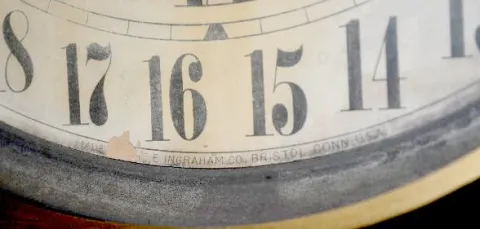 18 17 16 15 14
E INGRAHAM CO. BRISTOL CONN. U.S.A.